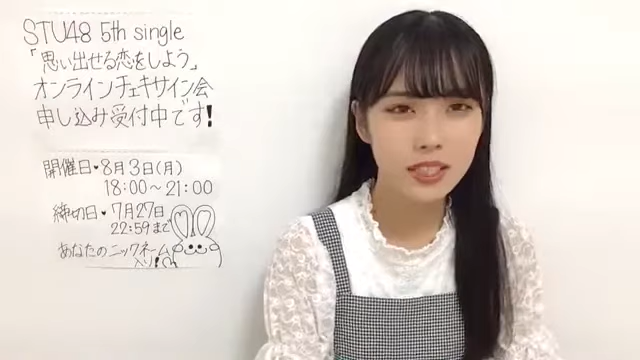 STU48 5th single
「思い出せる恋をしよう」
オンラインチェキサイン会
申し込み受付中です!
開催日♥8月3日(月)
18:00〜21:00
締切日♥7月27日
22:59まで
あなたのニックネーム
入り!